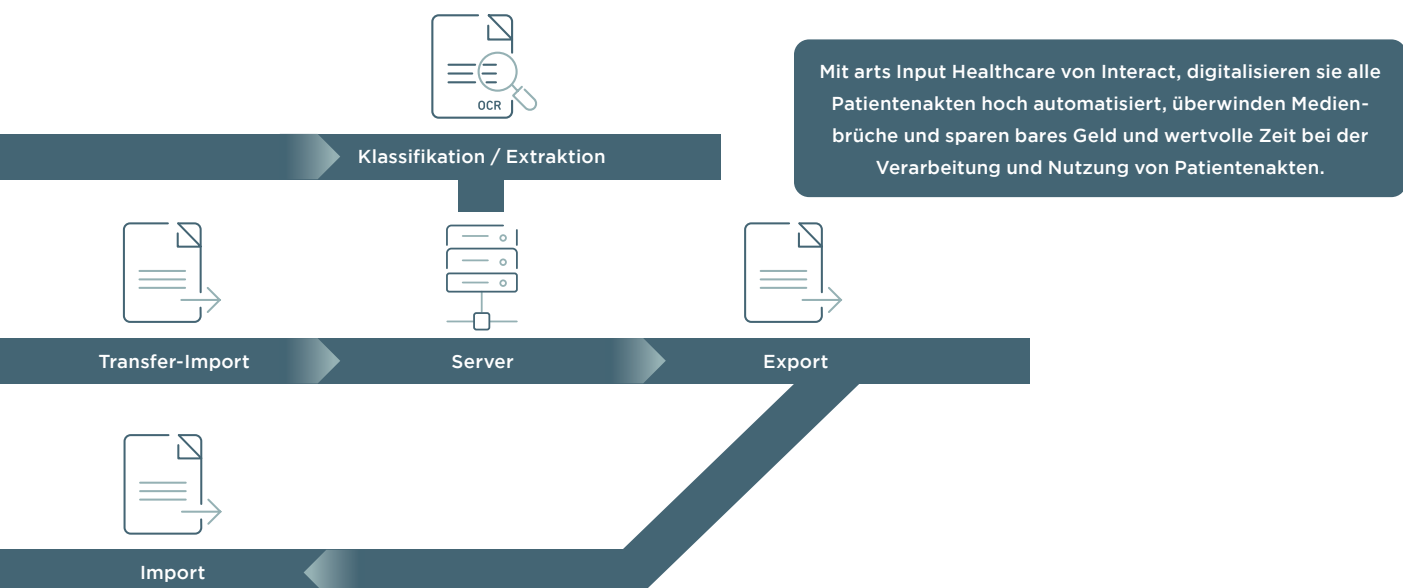 OCR
Mit arts Input Healthcare von Interact, digitalisieren sie alle
Patientenakten hoch automatisiert, überwinden Medien-
brüche und sparen bares Geld und wertvolle Zeit bei der
Verarbeitung und Nutzung von Patientenakten.
Klassifikation / Extraktion
Transfer-Import
Server
Export
Import